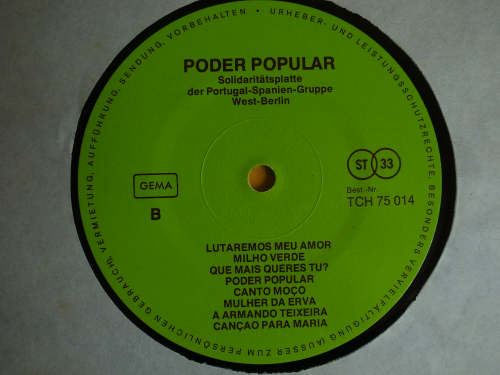 URHEBER- UND LEISTUNGSSCHUTZRECHTE, BESONDERS VERVIELFÄLTIGUNG (AUSSER ZUM PERSÖNLICHEN GEBRAUCH), VERMIETUNG, AUFFÜHRUNG, SENDUNG, VORBEHALTEN •
PODER POPULAR
Solidaritätsplatte
der Portugal-Spanien-Gruppe
West-Berlin
GEMA
B
ST 33
Best.-Nr.
TCH 75 014
LUTAREMOS MEU AMOR
MILHO VERDE
QUE MAIS QUERES TU?
PODER POPULAR
CANTO MOÇO
MULHER DA ERVA
A ARMANDO TEIXEIRA
CANÇAO PARA MARIA